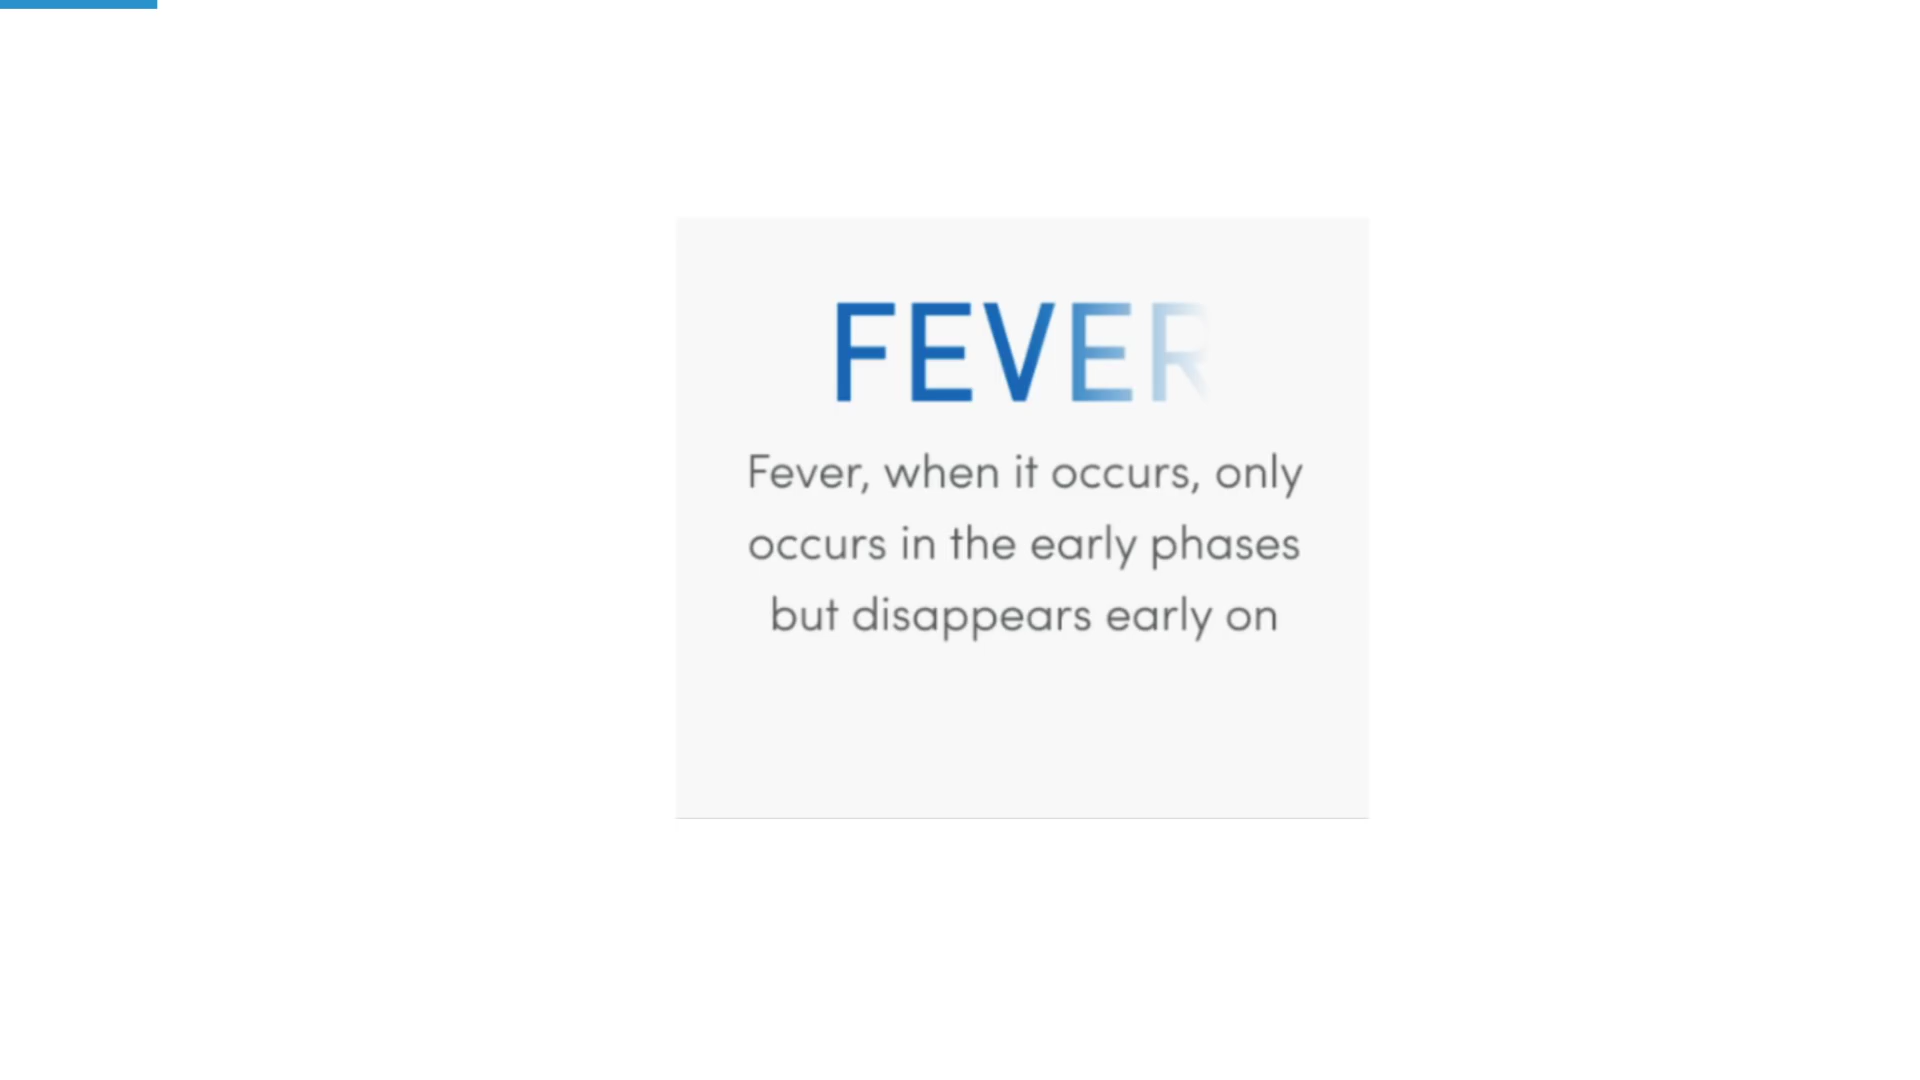 FEVER
Fever, when it occurs, only
occurs in the early phases
but disappears early on